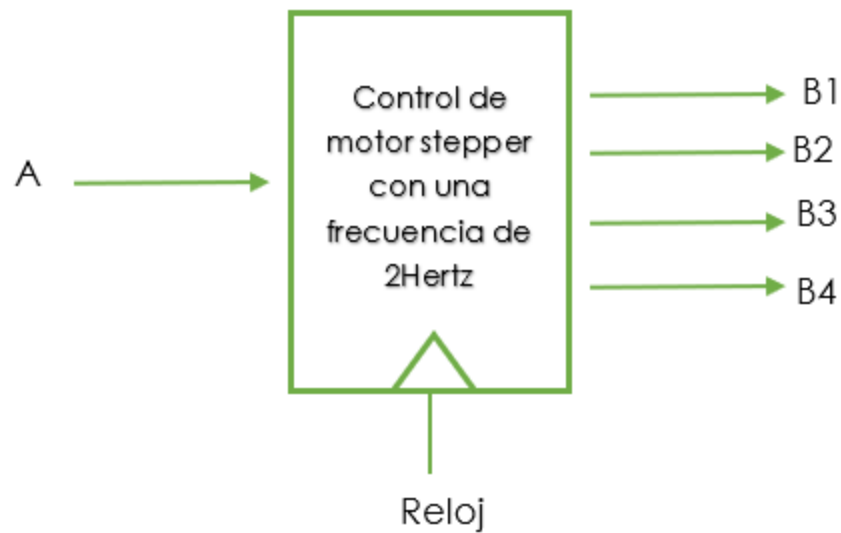 A
Control de
motor stepper
con una
frecuencia de
2Hertz
B1
B2
B3
B4
Reloj